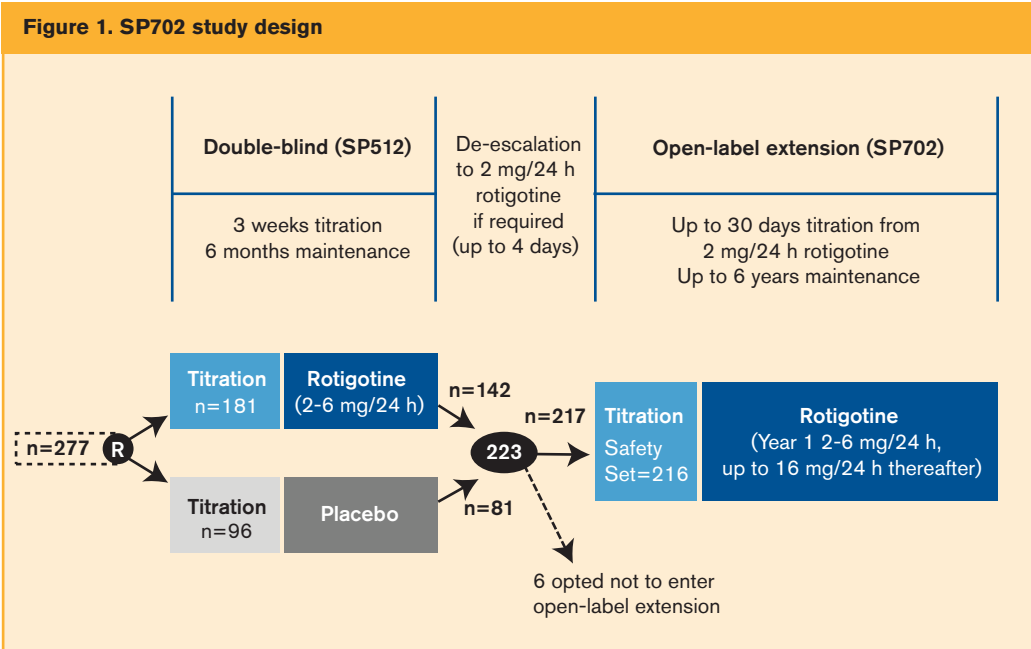 Figure 1. SP702 study design
Double-blind (SP512)
3 weeks titration
6 months maintenance
De-escalation
to 2 mg/24 h
rotigotine
if required
(up to 4 days)
Open-label extension (SP702)
Up to 30 days titration from
2 mg/24 h rotigotine
Up to 6 years maintenance
n=277
R
Titration
n=181
Rotigotine
(2-6 mg/24 h)
n=142
Titration
n=96
Placebo
n=81
223
n=217
6 opted not to enter
open-label extension
Titration
Safety
Set=216
Rotigotine
(Year 1 2-6 mg/24 h,
up to 16 mg/24 h thereafter)